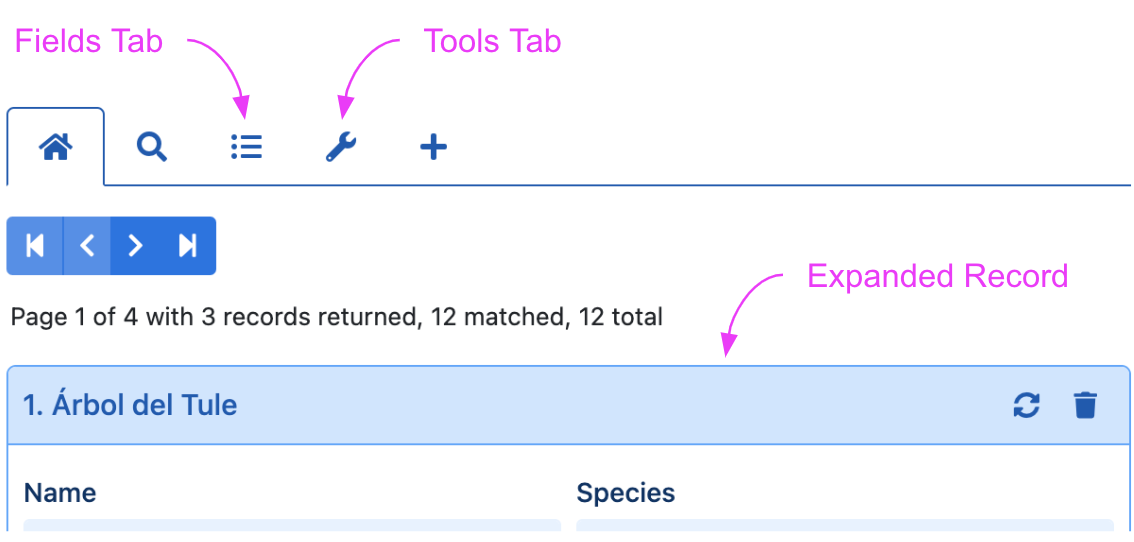 Fields Tab
Tools Tab
Expanded Record
Page 1 of 4 with 3 records returned, 12 matched, 12 total
1. Árbol del Tule
Name
Species